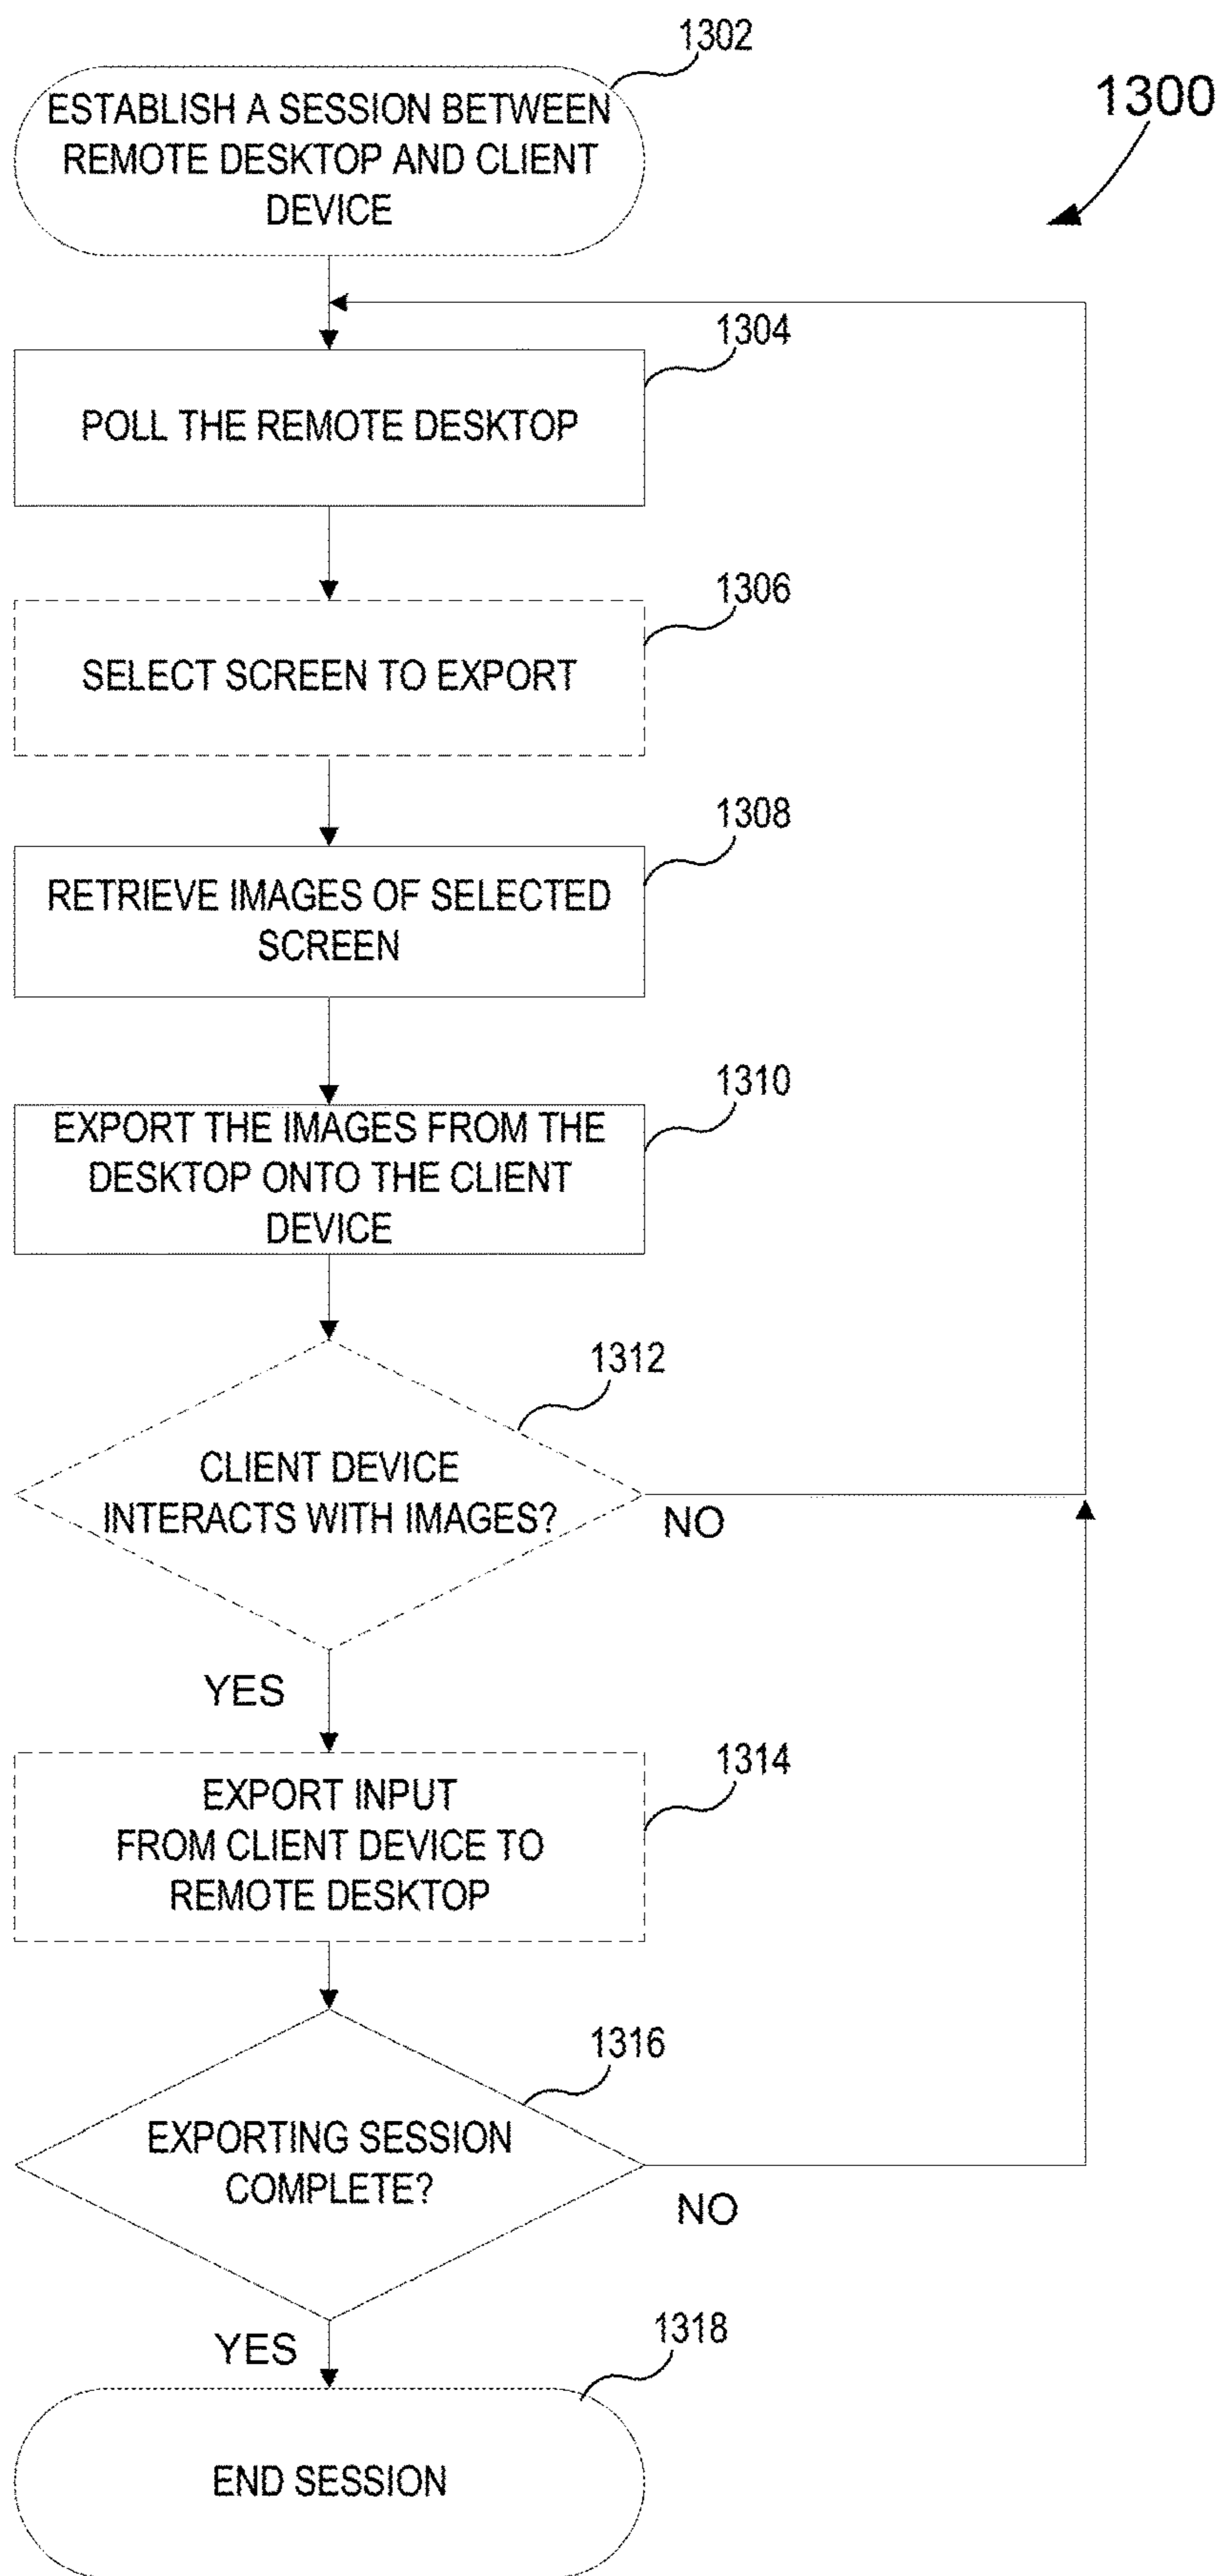 1302
1300
ESTABLISH A SESSION BETWEEN
REMOTE DESKTOP AND CLIENT
DEVICE
1304
POLL THE REMOTE DESKTOP
1306
SELECT SCREEN TO EXPORT
1308
RETRIEVE IMAGES OF SELECTED
SCREEN
1310
EXPORT THE IMAGES FROM THE
DESKTOP ONTO THE CLIENT
DEVICE
1312
CLIENT DEVICE
INTERACTS WITH IMAGES?
NO
YES
1314
EXPORT INPUT
FROM CLIENT DEVICE TO
REMOTE DESKTOP
1316
EXPORTING SESSION
COMPLETE?
NO
YES
1318
END SESSION